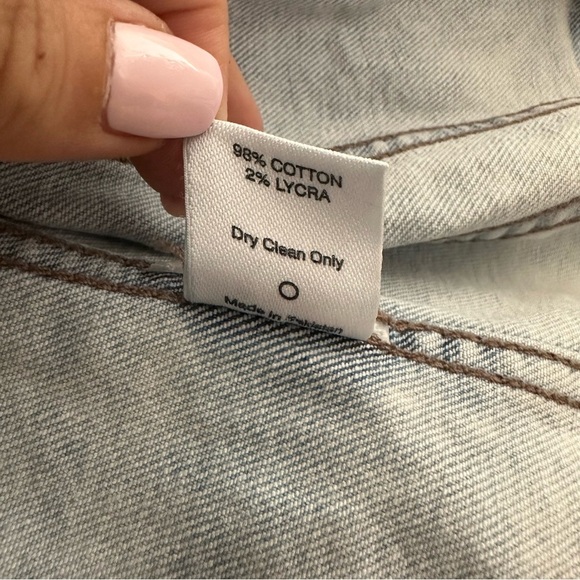 98% COTTON
2% LYCRA
Dry Clean Only
Made in